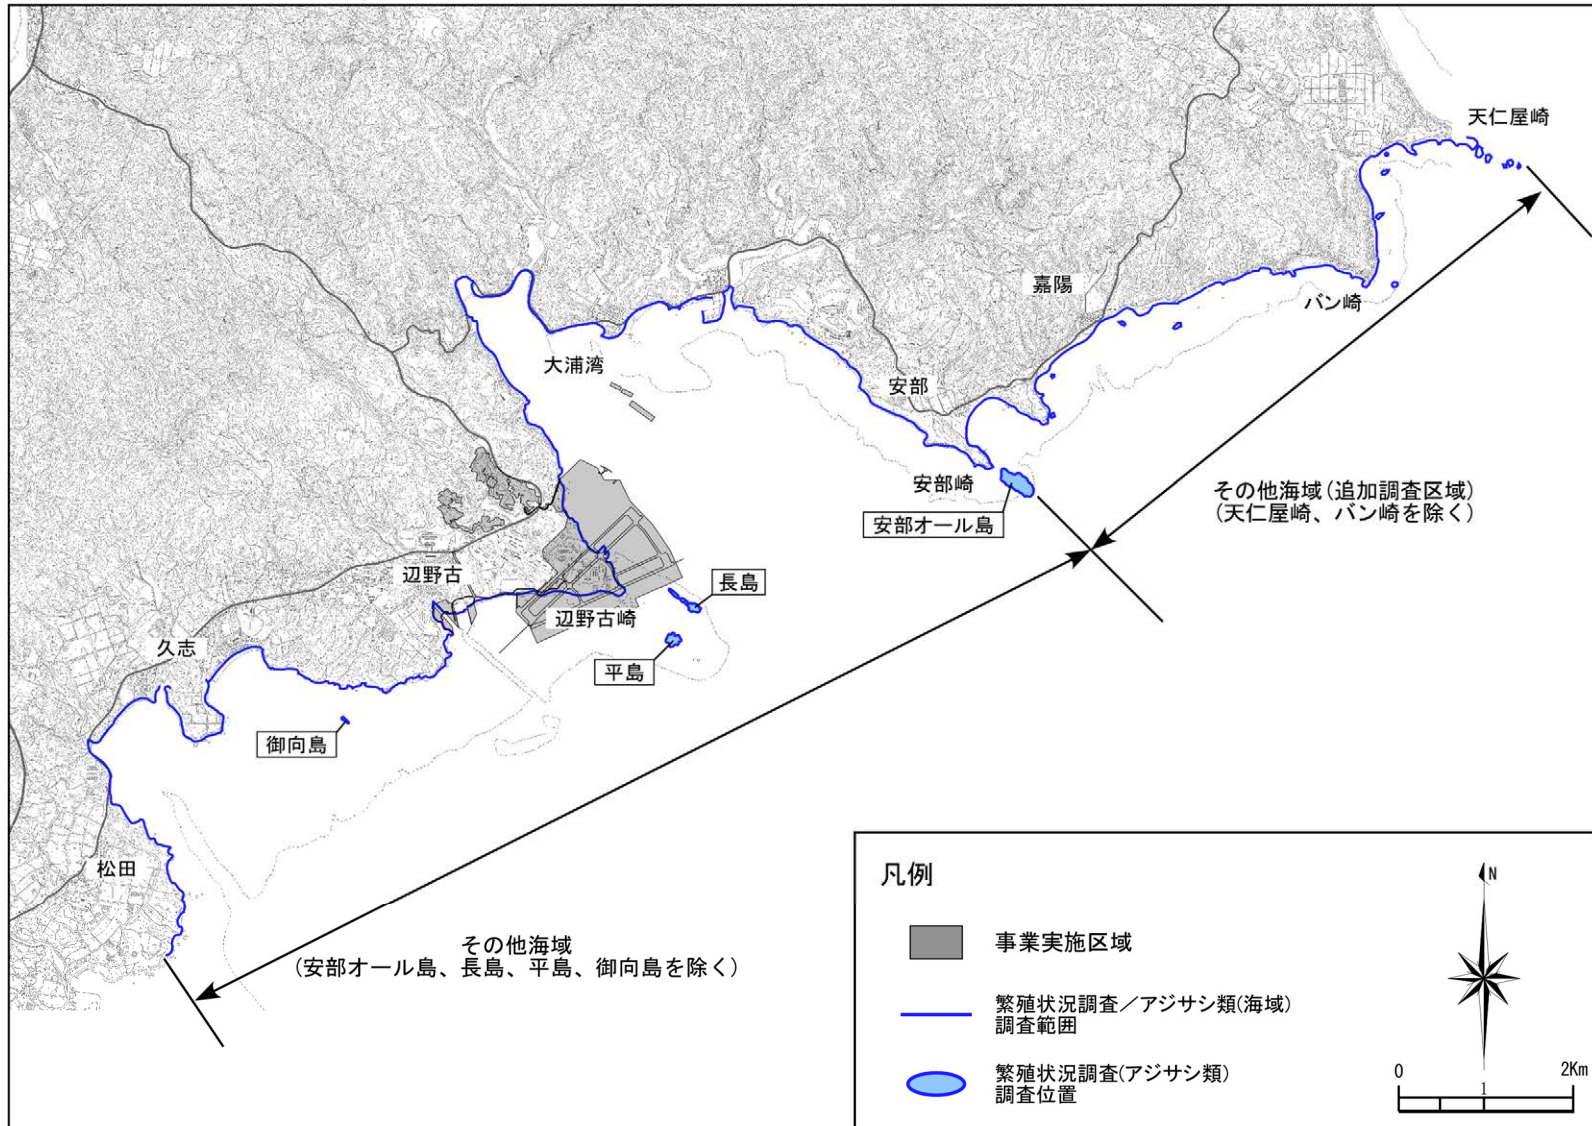 天仁屋崎
嘉陽
バン崎
大浦湾
安部
安部崎
安部オール島
その他海域(追加調査区域)
(天仁屋崎、バン崎を除く)
辺野古
長島
辺野古崎
久志
平島
御向島
松田
その他海域
(安部オール島、長島、平島、御向島を除く)
凡例
N
事業実施区域
繁殖状況調査／アジサシ類(海域)
調査範囲
繁殖状況調査(アジサシ類)
調査位置
0 1 2Km